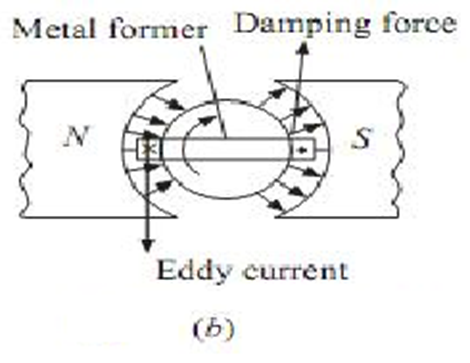 Metal former Damping force
N S
Eddy current
(b)